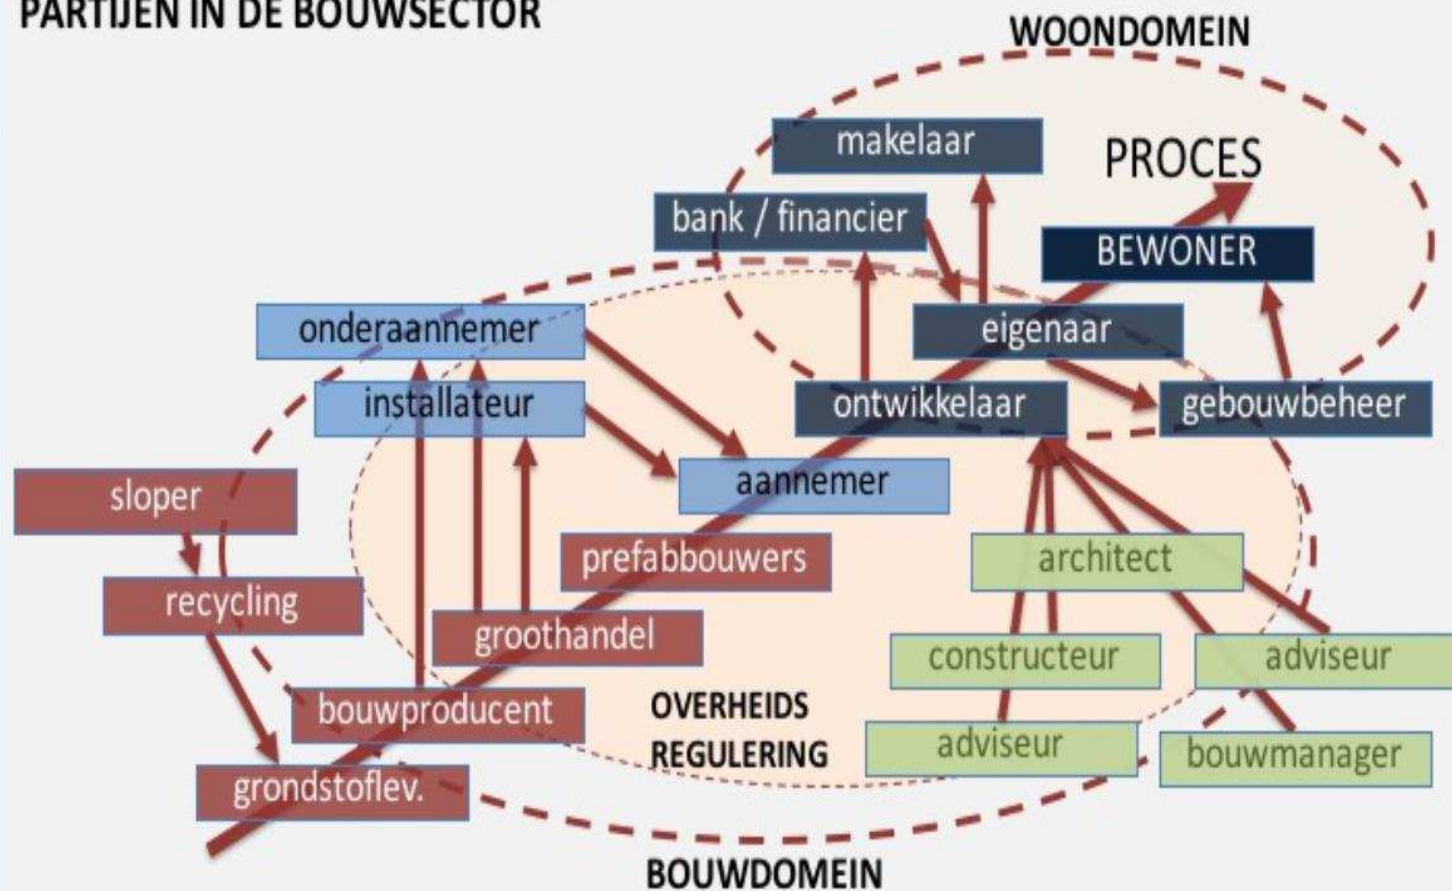 PARTIJEN IN DE BOUWSECTOR
WOONDOMEIN
makelaar
PROCES
bank / financier
BEWONER
onderaannemer
eigenaar
installateur
ontwikkelaar
gebouwbeheer
sloper
aannemer
prefabbouwers
architect
recycling
groothandel
constructeur
adviseur
bouwproducent
OVERHEIDS
REGULERING
adviseur
bouwmanager
grondstoflev.
BOUWDOMEIN